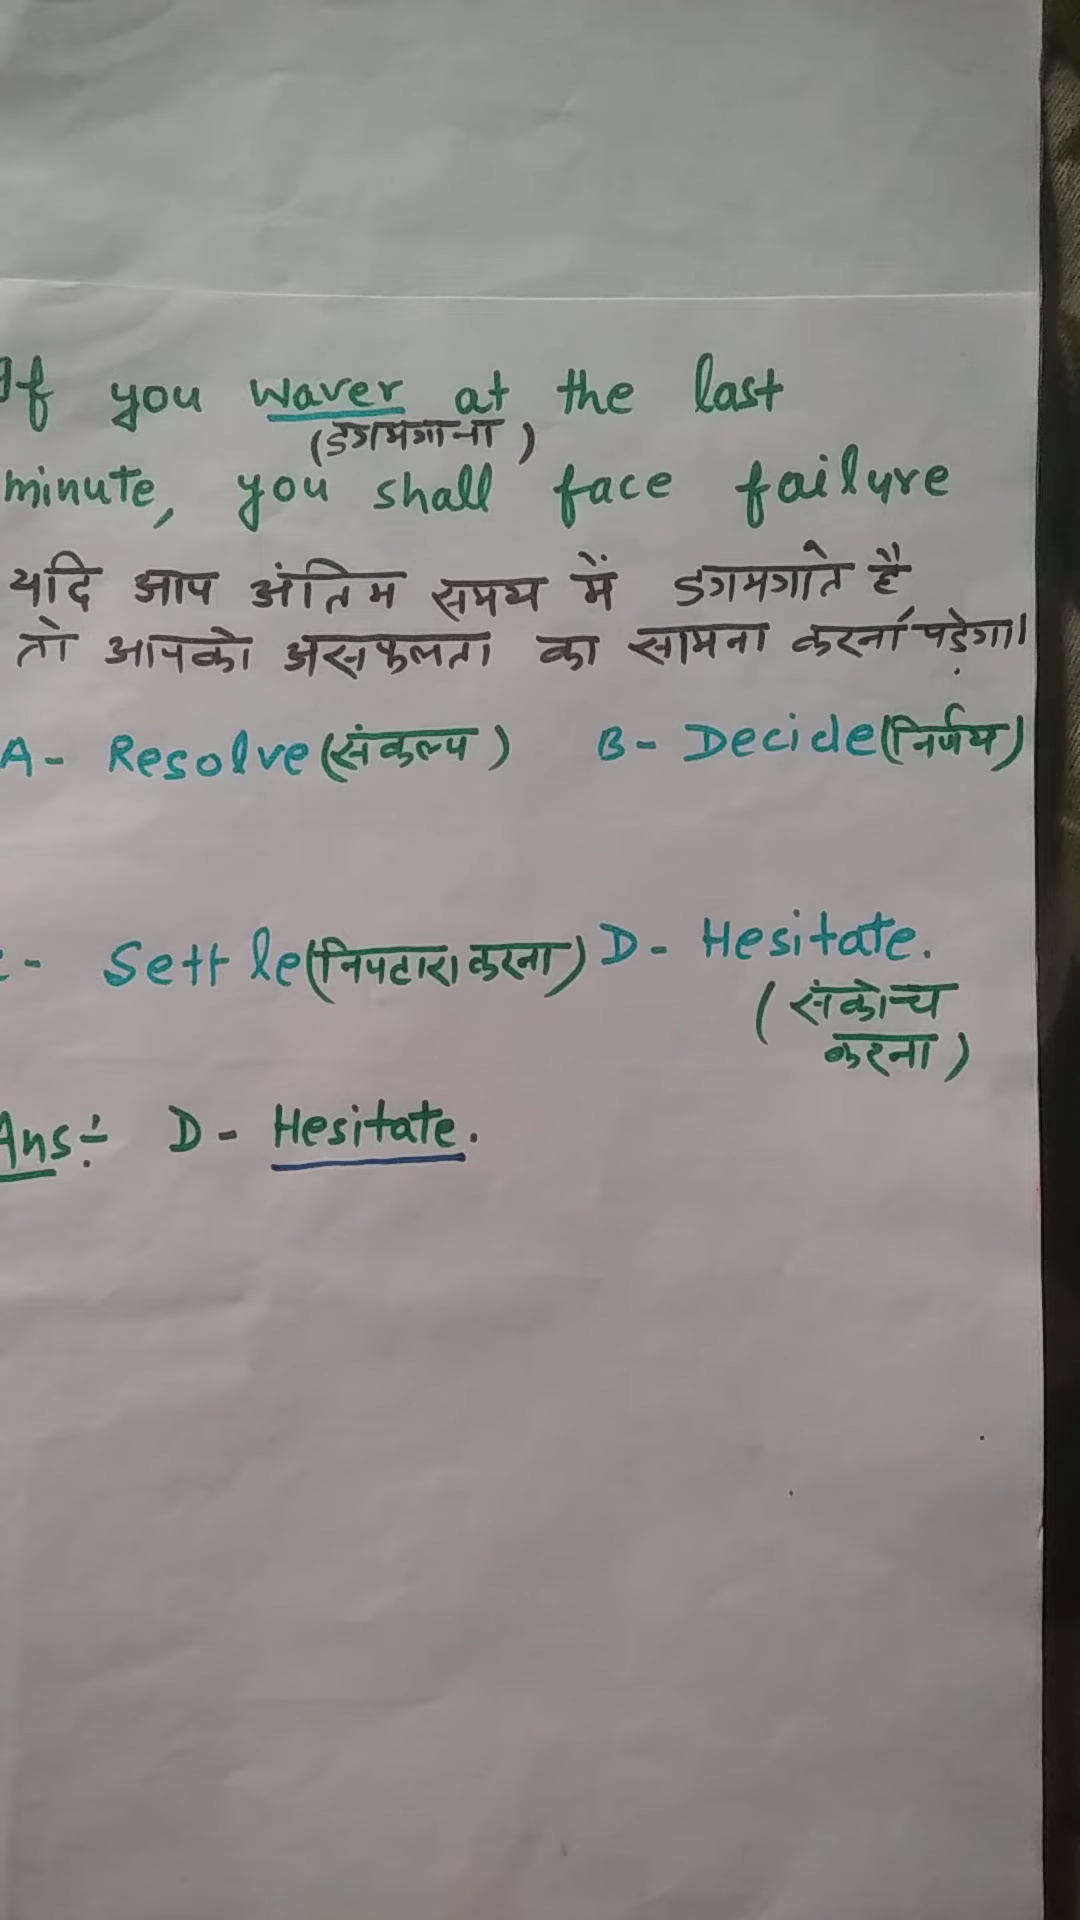 If you waver at the last
(डगमगाना)
minute, you shall face failure
यदि आप अंतिम समय में डगमगाते है
तो आपको असफलता का सामना करना पड़ेगा।
A- Resolve (संकल्प) B- Decide (निर्णय)
- Settle (निपटारा करना) D- Hesitate.
(संकोच
करना)
Ans:- D- Hesitate.